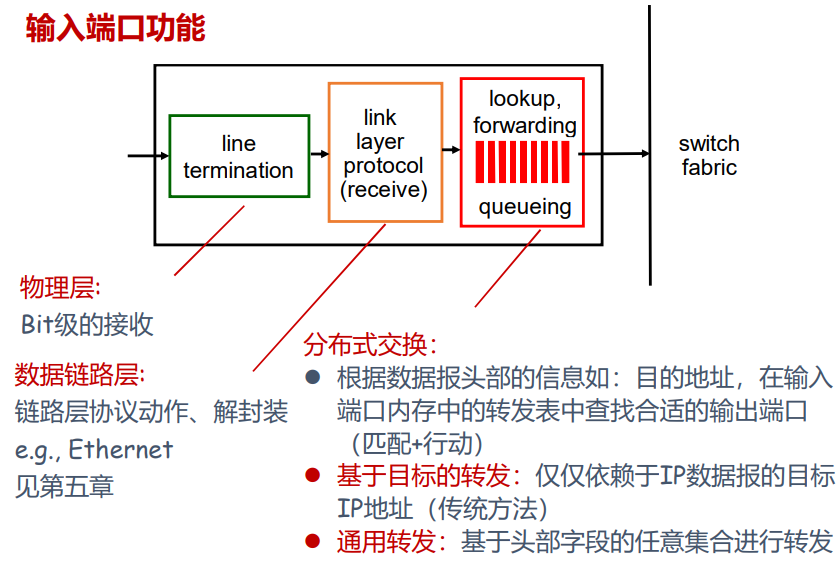 输入端口功能
line
termination
link
layer
protocol
(receive)
lookup,
forwarding
queueing
switch
fabric
物理层:
Bit级的接收
数据链路层:
链路层协议动作、解封装
e.g., Ethernet
见第五章
分布式交换：
● 根据数据报头部的信息如：目的地址，在输入
端口内存中的转发表中查找合适的输出端口
（匹配+行动）
● 基于目标的转发：仅仅依赖于IP数据报的目标
IP地址（传统方法）
● 通用转发：基于头部字段的任意集合进行转发